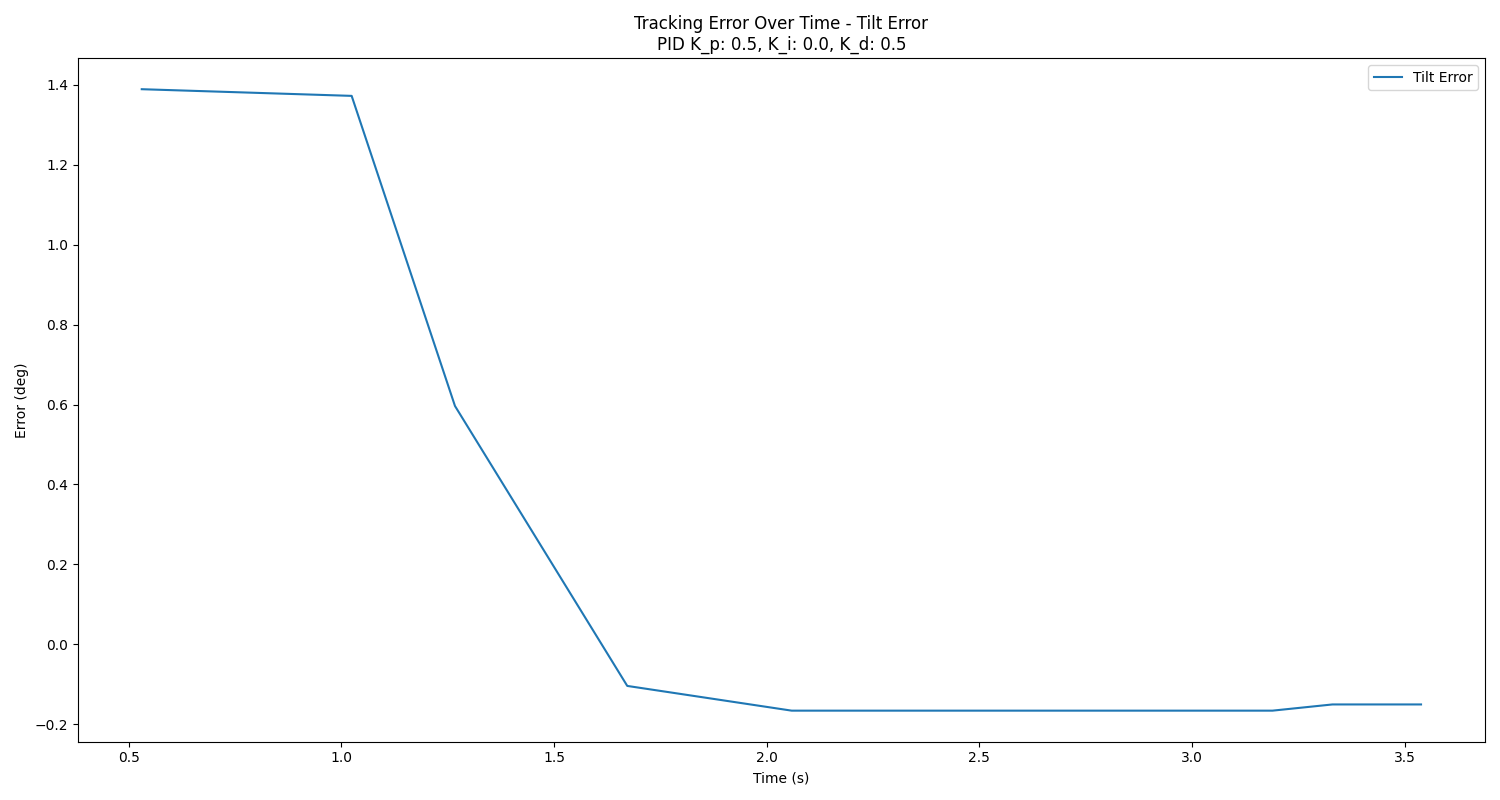 Tracking Error Over Time - Tilt Error
PID K_p: 0.5, K_i: 0.0, K_d: 0.5
Tilt Error
1.4
1.2
1.0
0.8
0.6
0.4
0.2
0.0
−0.2
Error (deg)
0.5 1.0 1.5 2.0 2.5 3.0 3.5
Time (s)